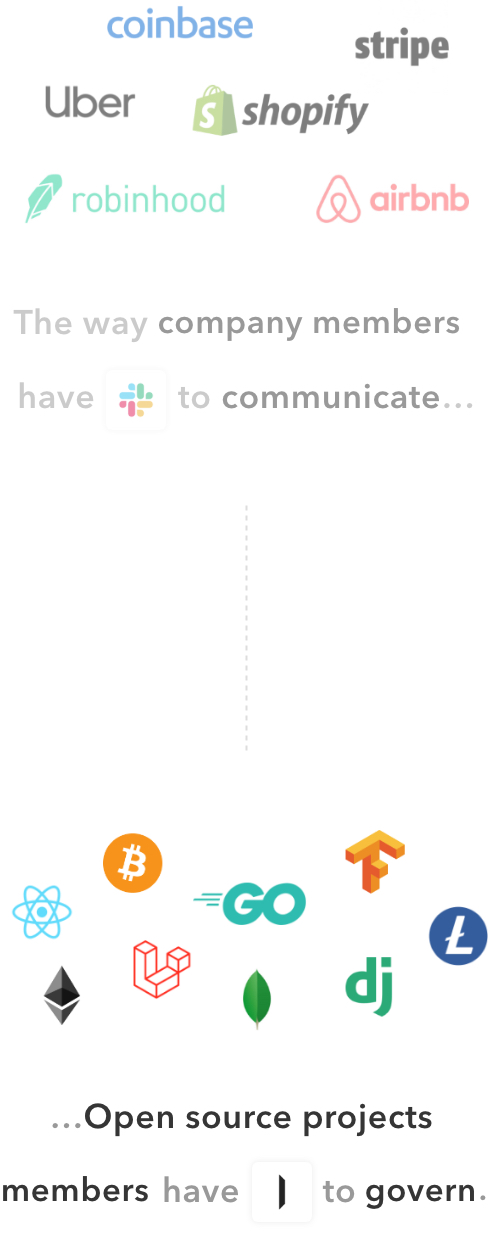 coinbase
stripe
Uber
shopify
robinhood
airbnb
The way company members
have to communicate...
GO
dj
...Open source projects
members have to govern.